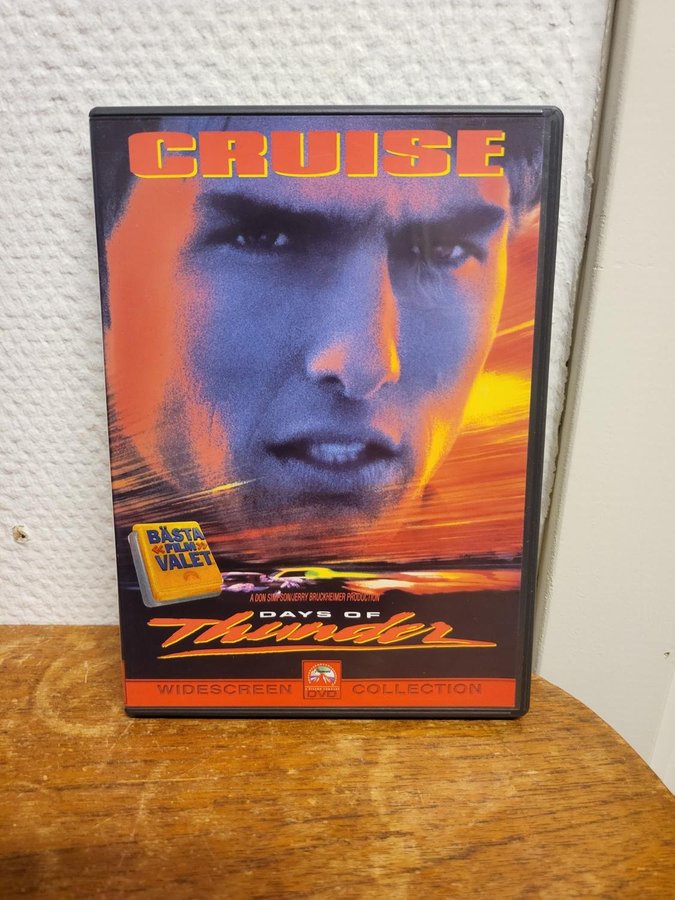 CRUISE
BÄSTA
«FILM»
VALET
A DON SIMPSON/JERRY BRUCKHEIMER PRODUCTION
DAYS OF
Thunder
WIDESCREEN DVD COLLECTION